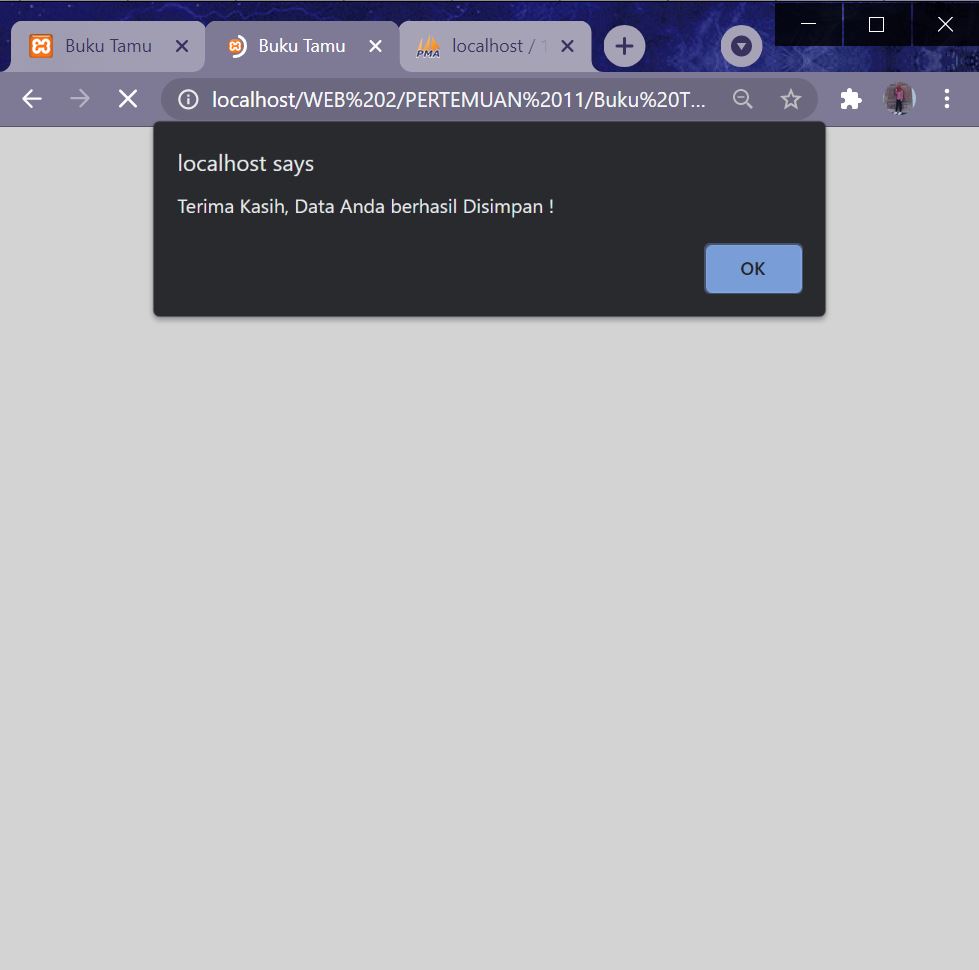 Buku Tamu
Buku Tamu
PMA localhost / 1
localhost/WEB%202/PERTEMUAN%2011/Buku%20T...
localhost says
Terima Kasih, Data Anda berhasil Disimpan !
OK